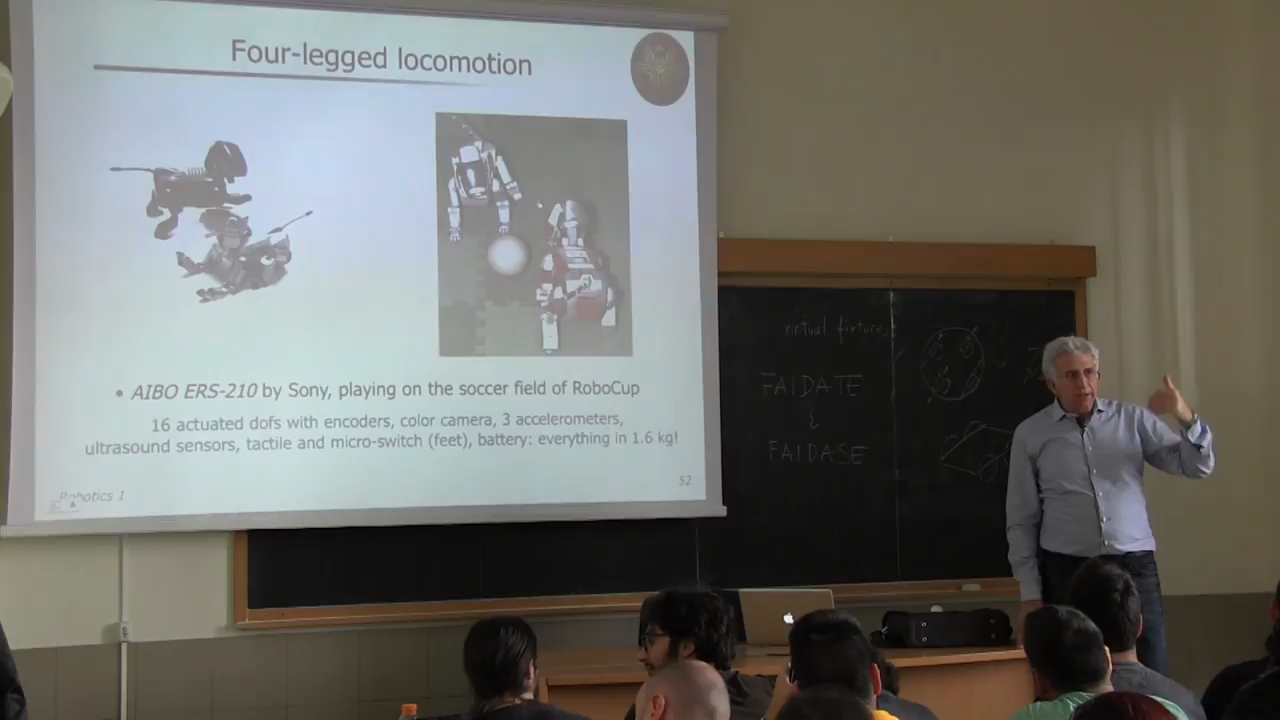 Four-legged locomotion
• AIBO ERS-210 by Sony, playing on the soccer field of RoboCup
16 actuated dofs with encoders, color camera, 3 accelerometers,
ultrasound sensors, tactile and micro-switch (feet), battery: everything in 1.6 kg!
Robotics 1
52
virtual fixtures
FAIDATE
&
FAIDASE